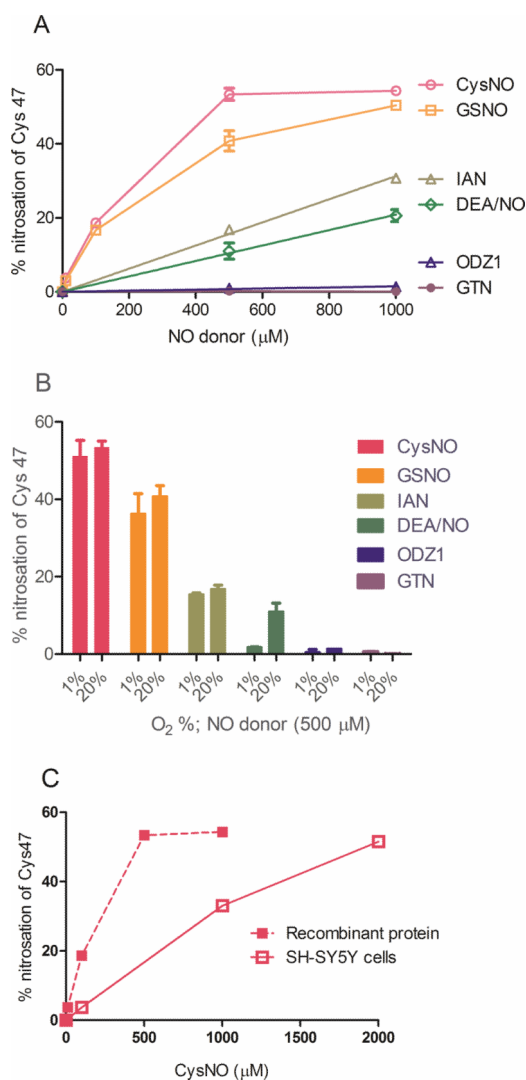 A
% nitrosation of Cys 47
60
40
20
0
0 200 400 600 800 1000
NO donor (μM)
CysNO
GSNO
IAN
DEA/NO
ODZ1
GTN
B
% nitrosation of Cys 47
60
40
20
0
CysNO
GSNO
IAN
DEA/NO
ODZ1
GTN
1% 20% 1% 20% 1% 20% 1% 20% 1% 20% 1% 20%
O₂ %; NO donor (500 μM)
C
% nitrosation of Cys47
60
40
20
0
Recombinant protein
SH-SY5Y cells
0 500 1000 1500 2000
CysNO (μM)